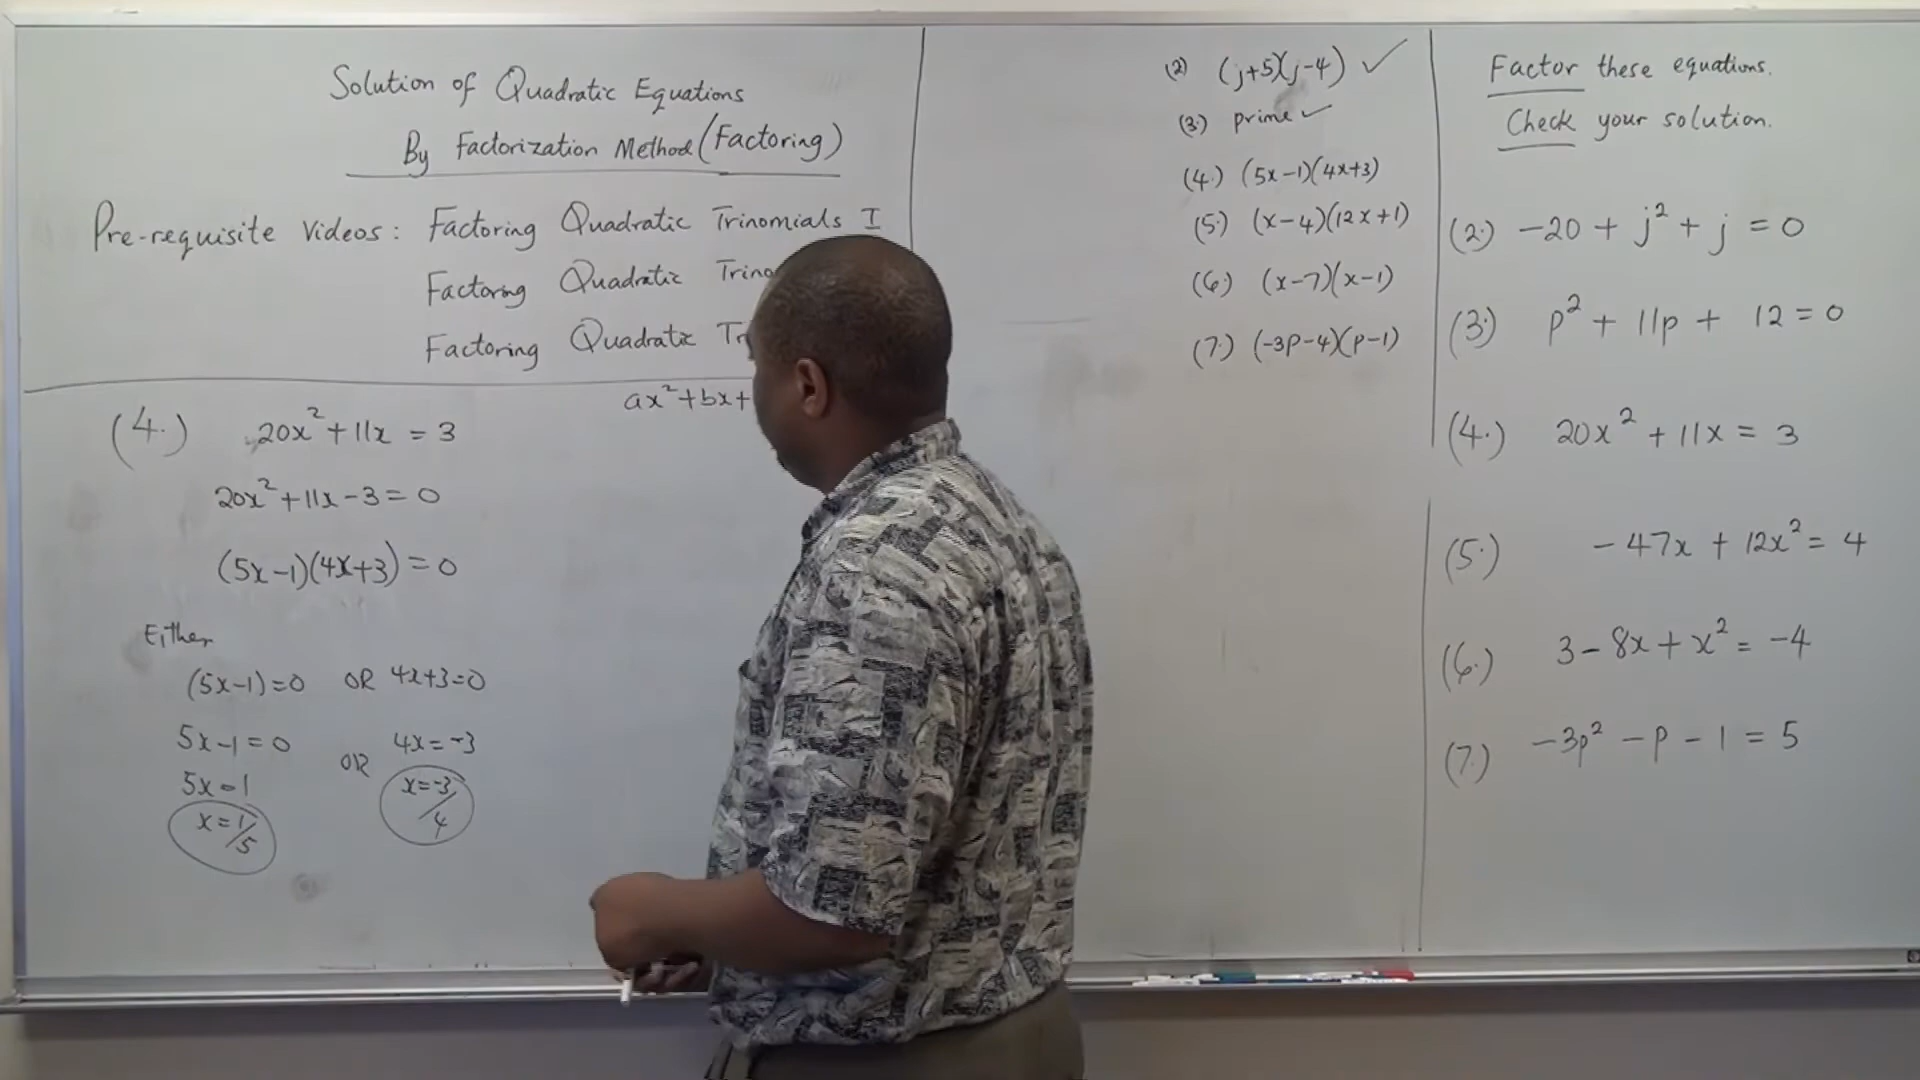 Solution of Quadratic Equations
By Factorization Method (Factoring)
Pre-requisite Videos: Factoring Quadratic Trinomials I
Factoring Quadratic
Factoring Quadratic
(4.) 20x² + 11x = 3
ax² + bx +
20x² + 11x - 3 = 0
(5x-1)(4x+3) = 0
Either
(5x-1) = 0 OR 4x+3=0
5x-1 = 0 OR 4x = -3
5x = 1 x = -3/4
x = 1/5
(2) (j+5)(j-4) ✓
(3.) prime ✓
(4.) (5x-1)(4x+3)
(5.) (x-4)(12x+1)
(6.) (x-7)(x-1)
(7.) (-3p-4)(p-1)
Factor these equations.
Check your solution.
(2.) -20 + j² + j = 0
(3.) p² + 11p + 12 = 0
(4.) 20x² + 11x = 3
(5.) -47x + 12x² = 4
(6.) 3 - 8x + x² = -4
(7.) -3p² - p - 1 = 5